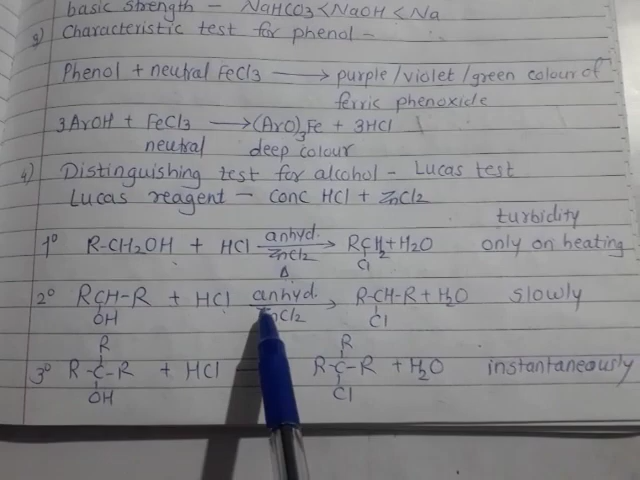 basic strength - NaHCO3 < NaOH < Na
3) Characteristic test for phenol -
Phenol + neutral FeCl3 ⟶ purple/violet/green colour of
ferric phenoxide
3ArOH + FeCl3 ⟶ (ArO)3Fe + 3HCl
neutral deep colour
4) Distinguishing test for alcohol - Lucas test
Lucas reagent - Conc HCl + ZnCl2
turbidity
1° R-CH2OH + HCl anhyd. ZnCl2 Δ ⟶ RCH2 + H2O only on heating
Cl
2° RCH-R + HCl anhyd. ZnCl2 ⟶ R-CH-R + H2O slowly
OH Cl
R R
3° R-C-R + HCl R-C-R + H2O instantaneously
OH Cl